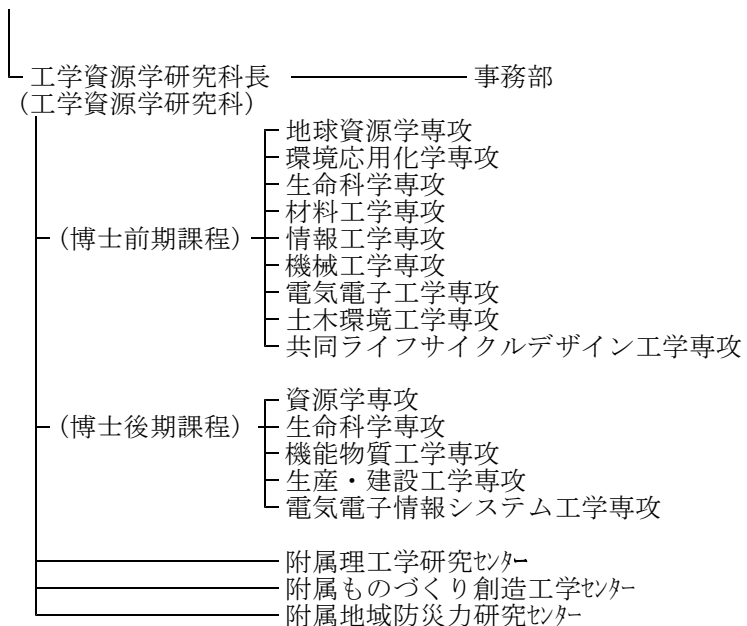 工学資源学研究科長 事務部
(工学資源学研究科)
地球資源学専攻
環境応用化学専攻
生命科学専攻
材料工学専攻
(博士前期課程) 情報工学専攻
機械工学専攻
電気電子工学専攻
土木環境工学専攻
共同ライフサイクルデザイン工学専攻
資源学専攻
(博士後期課程) 生命科学専攻
機能物質工学専攻
生産・建設工学専攻
電気電子情報システム工学専攻
附属理工学研究ｾﾝﾀｰ
附属ものづくり創造工学ｾﾝﾀｰ
附属地域防災力研究ｾﾝﾀｰ